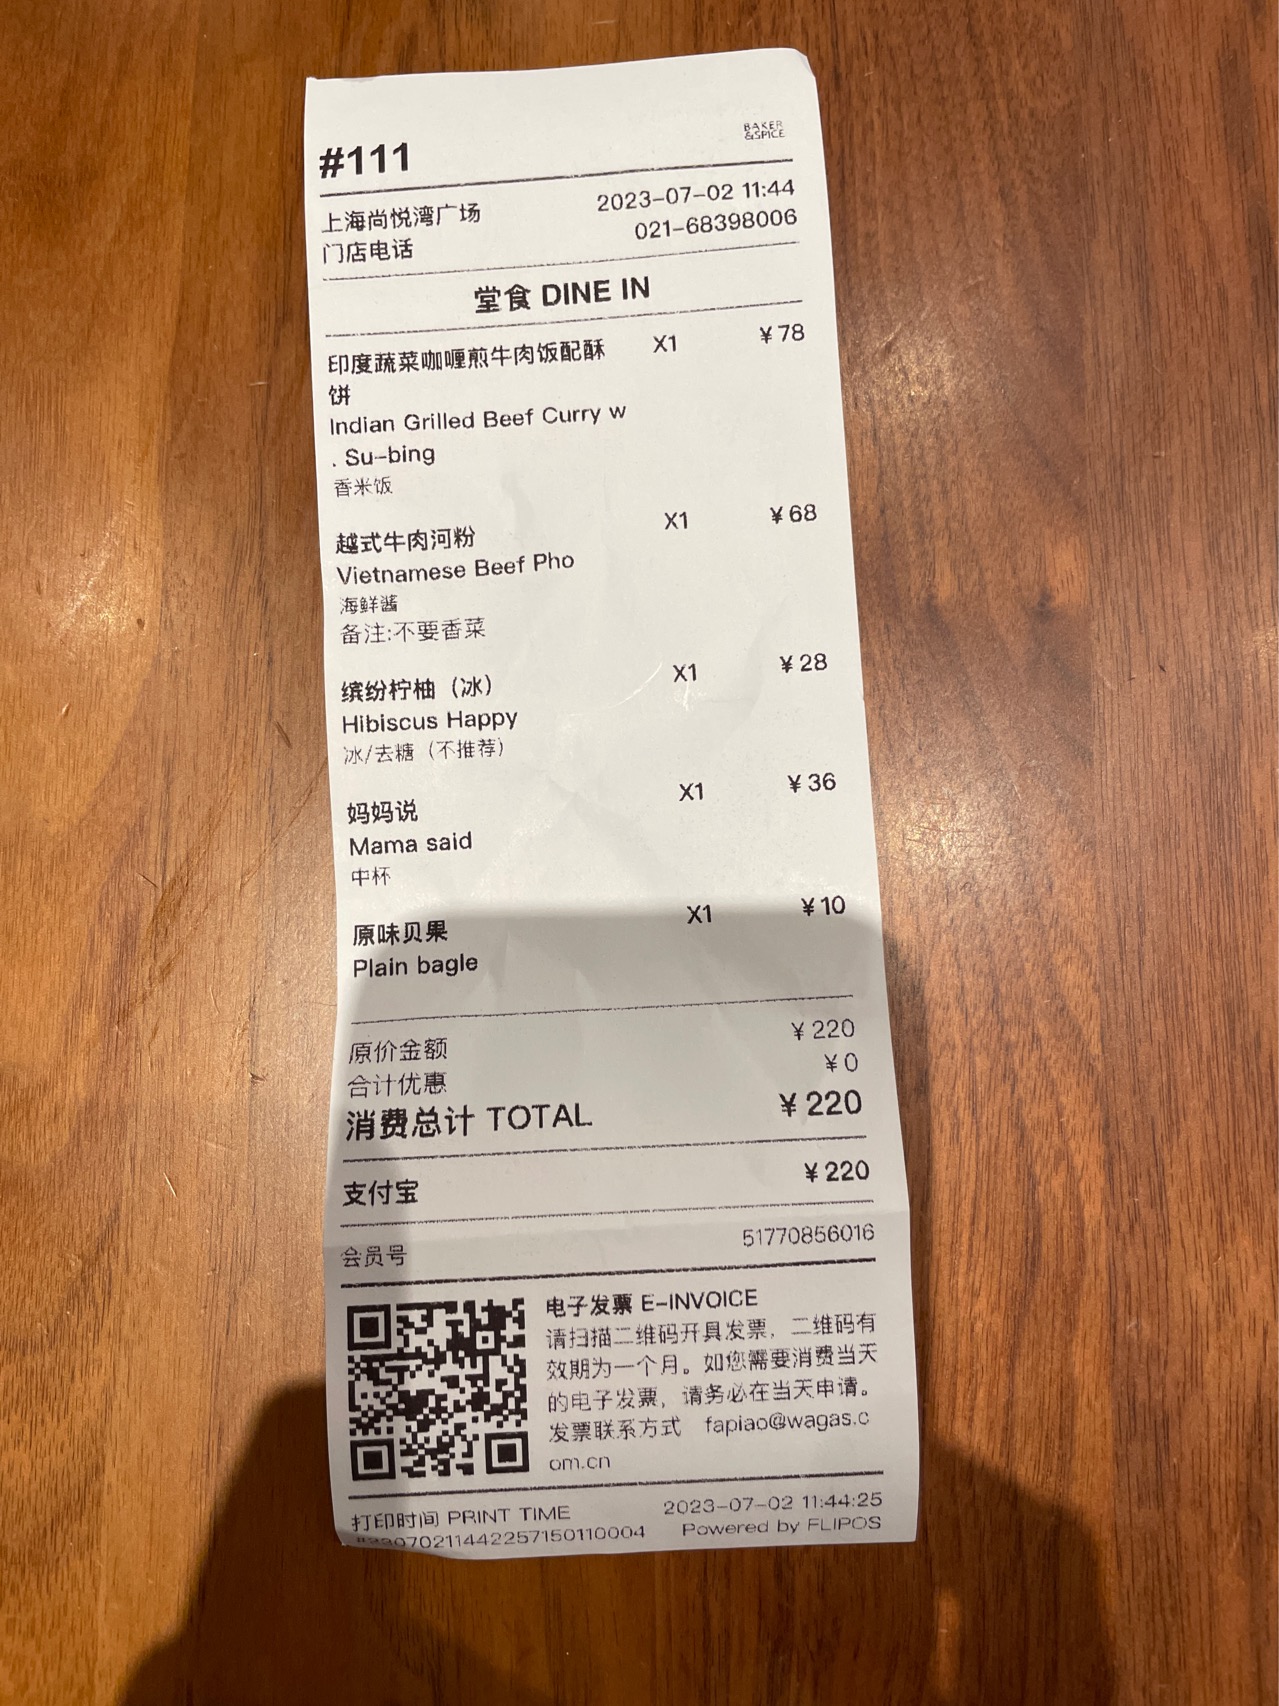 BAKER
&SPICE
#111
上海尚悦湾广场 2023-07-02 11:44
门店电话 021-68398006
堂食 DINE IN
印度蔬菜咖喱煎牛肉饭配酥 X1 ¥78
饼
Indian Grilled Beef Curry w
. Su-bing
香米饭
越式牛肉河粉 X1 ¥68
Vietnamese Beef Pho
海鲜酱
备注:不要香菜
缤纷柠柚（冰） X1 ¥28
Hibiscus Happy
冰/去糖（不推荐）
妈妈说 X1 ¥36
Mama said
中杯
原味贝果 X1 ¥10
Plain bagle
原价金额 ¥220
合计优惠 ¥0
消费总计 TOTAL ¥220
支付宝 ¥220
会员号 51770856016
电子发票 E-INVOICE
请扫描二维码开具发票，二维码有
效期为一个月。如您需要消费当天
的电子发票，请务必在当天申请。
发票联系方式 fapiao@wagas.c
om.cn
打印时间 PRINT TIME 2023-07-02 11:44:25
Powered by FLIPOS